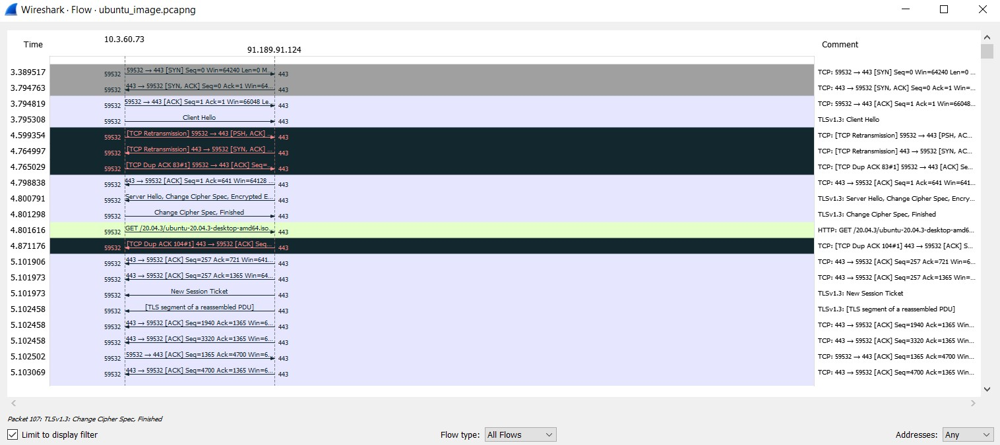 Wireshark · Flow · ubuntu_image.pcapng
Time 10.3.60.73 91.189.91.124 Comment
3.389517 59532 59532 → 443 [SYN] Seq=0 Win=64240 Len=0 M... 443 TCP: 59532 → 443 [SYN] Seq=0 Win=64240 Len=0 ...
3.794763 59532 443 → 59532 [SYN, ACK] Seq=0 Ack=1 Win=64... 443 TCP: 443 → 59532 [SYN, ACK] Seq=0 Ack=1 Win=...
3.794819 59532 59532 → 443 [ACK] Seq=1 Ack=1 Win=66048 Le... 443 TCP: 59532 → 443 [ACK] Seq=1 Ack=1 Win=66048...
3.795308 59532 Client Hello 443 TLSv1.3: Client Hello
4.599354 59532 [TCP Retransmission] 59532 → 443 [PSH, ACK] ... 443 TCP: [TCP Retransmission] 59532 → 443 [PSH, AC...
4.764997 59532 [TCP Retransmission] 443 → 59532 [SYN, ACK] ... 443 TCP: [TCP Retransmission] 443 → 59532 [SYN, AC...
4.765029 59532 [TCP Dup ACK 83#1] 59532 → 443 [ACK] Seq=... 443 TCP: [TCP Dup ACK 83#1] 59532 → 443 [ACK] Se...
4.798838 59532 443 → 59532 [ACK] Seq=1 Ack=641 Win=64128 ... 443 TCP: 443 → 59532 [ACK] Seq=1 Ack=641 Win=641...
4.800791 59532 Server Hello, Change Cipher Spec, Encrypted E... 443 TLSv1.3: Server Hello, Change Cipher Spec, Encry...
4.801298 59532 Change Cipher Spec, Finished 443 TLSv1.3: Change Cipher Spec, Finished
4.801616 59532 GET /20.04.3/ubuntu-20.04.3-desktop-amd64.iso... 443 HTTP: GET /20.04.3/ubuntu-20.04.3-desktop-amd6...
4.871176 59532 [TCP Dup ACK 104#1] 443 → 59532 [ACK] Seq... 443 TCP: [TCP Dup ACK 104#1] 443 → 59532 [ACK] S...
5.101906 59532 443 → 59532 [ACK] Seq=257 Ack=721 Win=641... 443 TCP: 443 → 59532 [ACK] Seq=257 Ack=721 Win=6...
5.101973 59532 443 → 59532 [ACK] Seq=257 Ack=1365 Win=64... 443 TCP: 443 → 59532 [ACK] Seq=257 Ack=1365 Win=...
5.101973 59532 New Session Ticket 443 TLSv1.3: New Session Ticket
5.102458 59532 [TLS segment of a reassembled PDU] 443 TLSv1.3: [TLS segment of a reassembled PDU]
5.102458 59532 443 → 59532 [ACK] Seq=1940 Ack=1365 Win=6... 443 TCP: 443 → 59532 [ACK] Seq=1940 Ack=1365 Win...
5.102458 59532 443 → 59532 [ACK] Seq=3320 Ack=1365 Win=6... 443 TCP: 443 → 59532 [ACK] Seq=3320 Ack=1365 Win...
5.102502 59532 59532 → 443 [ACK] Seq=1365 Ack=4700 Win=6... 443 TCP: 59532 → 443 [ACK] Seq=1365 Ack=4700 Win...
5.103069 59532 443 → 59532 [ACK] Seq=4700 Ack=1365 Win=6... 443 TCP: 443 → 59532 [ACK] Seq=4700 Ack=1365 Win...
Packet 107: TLSv1.3: Change Cipher Spec, Finished
Limit to display filter Flow type: All Flows Addresses: Any